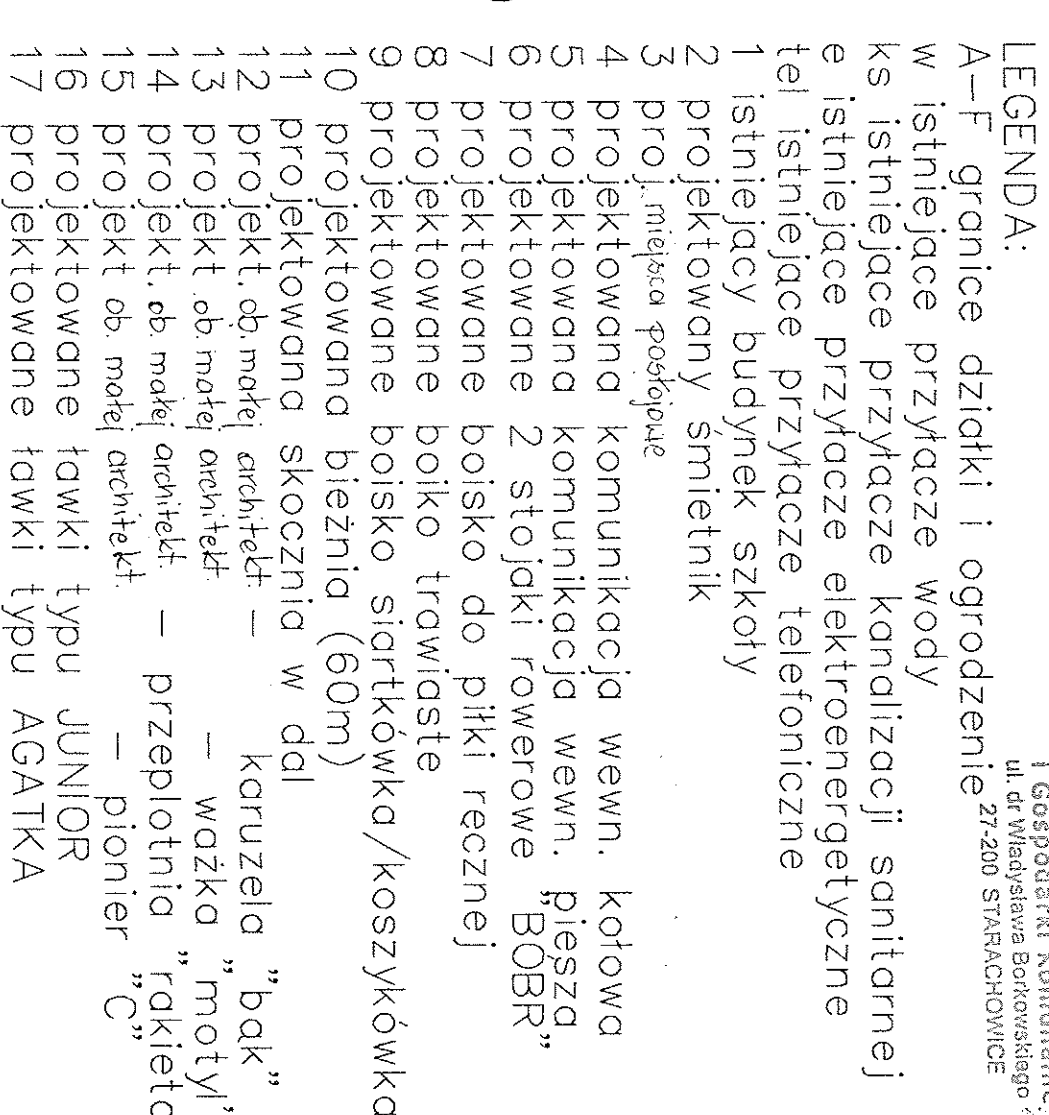 LEGENDA:
A-F granice działki i ogrodzenie
w istniejące przyłącze wody
ks istniejące przyłącze kanalizacji sanitarnej
e istniejące przyłącze elektroenergetyczne
tel istniejące przyłącze telefoniczne
1 istniejący budynek szkoły
2 projektowany śmietnik
3 proj. miejsca postojowe
4 projektowana komunikacja wewn. kołowa
5 projektowana komunikacja wewn. piesza
6 projektowane 2 stojaki rowerowe "BOBR"
7 projektowane boisko do piłki ręcznej
8 projektowane boiko trawiaste
9 projektowane boisko siartkówka/koszykówka
10 projektowana bieżnia (60m)
11 projektowana skocznia w dal
12 projekt. ob. małej architekt. - karuzela "bąk"
13 projekt. ob. małej architekt. - ważka "motyl"
14 projekt. ob. małej architekt. - przeplotnia "rakieta
15 projekt ob. małej architekt. - pionier "C"
16 projektowane ławki typu JUNIOR
17 projektowane ławki typu AGATKA
i Gospodarki
ul. dr Władysława Borkowskiego
27-200 STARACHOWICE